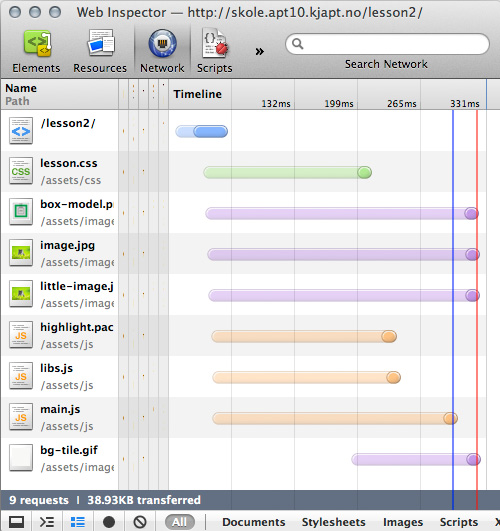 Web Inspector — http://skole.apt10.kjapt.no/lesson2/
Elements Resources Network Scripts » Search Network
Name
Path
Timeline
132ms 199ms 265ms 331ms
/lesson2/
lesson.css
/assets/css
box-model.p
/assets/image
image.jpg
/assets/image
little-image.j
/assets/image
highlight.pac
/assets/js
libs.js
/assets/js
main.js
/assets/js
bg-tile.gif
/assets/image
9 requests | 38.93KB transferred
All Documents Stylesheets Images Scripts